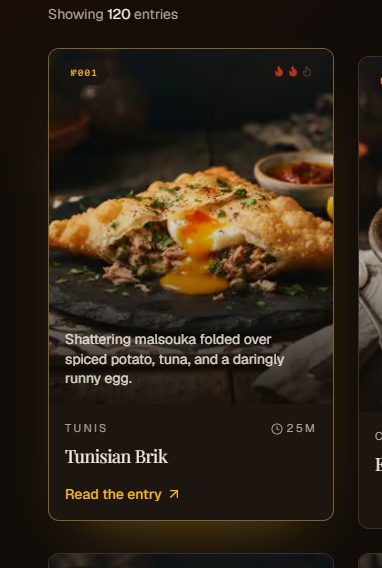 Showing 120 entries
№001
Shattering malsouka folded over
spiced potato, tuna, and a daringly
runny egg.
TUNIS
25M
Tunisian Brik
Read the entry